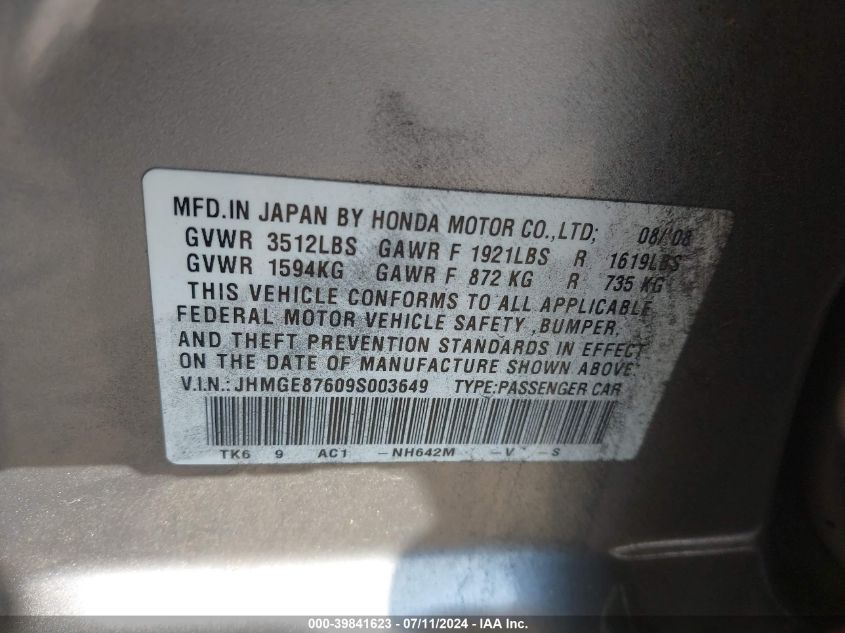 MFD.IN JAPAN BY HONDA MOTOR CO.,LTD; 08/'08
GVWR 3512LBS GAWR F 1921LBS R 1619LBS
GVWR 1594KG GAWR F 872 KG R 735 KG
THIS VEHICLE CONFORMS TO ALL APPLICABLE
FEDERAL MOTOR VEHICLE SAFETY ,BUMPER,
AND THEFT PREVENTION STANDARDS IN EFFECT
ON THE DATE OF MANUFACTURE SHOWN ABOVE.
V.I.N.:JHMGE87609S003649 TYPE:PASSENGER CAR
TK6 9 AC1 -NH642M -V -S
000-39841623 - 07/11/2024 - IAA Inc.